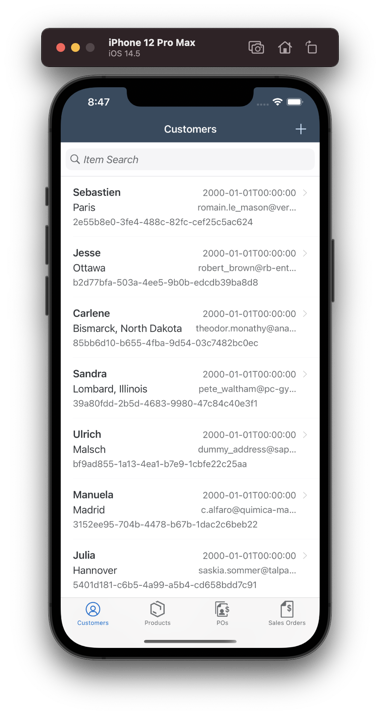 iPhone 12 Pro Max
iOS 14.5
8:47
Customers
Item Search
Sebastien 2000-01-01T00:00:00
Paris romain.le_mason@ver...
2e55b8e0-3fe4-488c-82fc-cef25c5ac624
Jesse 2000-01-01T00:00:00
Ottawa robert_brown@rb-ent...
b2d77bfa-503a-4ee5-9b0b-edcdb39ba8d8
Carlene 2000-01-01T00:00:00
Bismarck, North Dakota theodor.monathy@ana...
85bb6d10-b655-4fba-9d54-03c7482bc0ec
Sandra 2000-01-01T00:00:00
Lombard, Illinois pete_waltham@pc-gy...
39a80fdd-2b5d-4683-9980-47c84c40e3f1
Ulrich 2000-01-01T00:00:00
Malsch dummy_address@sap...
bf9ad855-1a13-4ea1-b7e9-1cbfe22c25aa
Manuela 2000-01-01T00:00:00
Madrid c.alfaro@quimica-ma...
3152ee95-704b-4478-b67b-1dac2c6beb22
Julia 2000-01-01T00:00:00
Hannover saskia.sommer@talpa...
5401d181-c6b5-4a99-a5b4-cd658bdd7c91
Customers Products POs Sales Orders